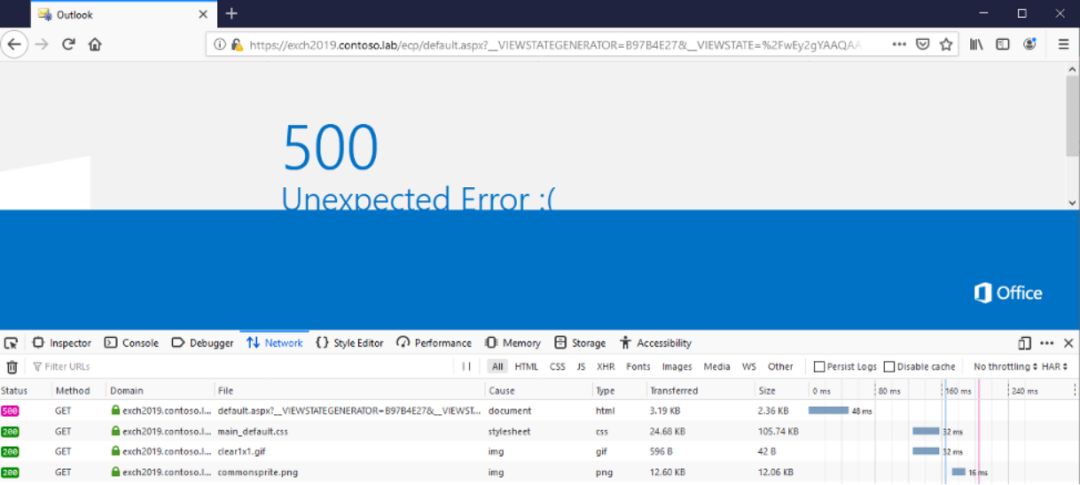 Outlook
https://exch2019.contoso.lab/ecp/default.aspx?__VIEWSTATEGENERATOR=B97B4E27&__VIEWSTATE=%2FwEy2gYAAQAA
500
Unexpected Error :(
Office
Inspector Console Debugger Network {} Style Editor Performance Memory Storage Accessibility
Filter URLs All HTML CSS JS XHR Fonts Images Media WS Other Persist Logs Disable cache No throttling HAR
Status Method Domain File Cause Type Transferred Size 0 ms 80 ms 160 ms 240 ms
500 GET exch2019.contoso.l... default.aspx?__VIEWSTATEGENERATOR=B97B4E27&__VIEWST... document html 3.19 KB 2.36 KB 48 ms
200 GET exch2019.contoso.l... main_default.css stylesheet css 24.68 KB 105.74 KB 32 ms
200 GET exch2019.contoso.l... clear1x1.gif img gif 596 B 42 B 32 ms
200 GET exch2019.contoso.l... commonsprite.png img png 12.60 KB 12.06 KB 16 ms